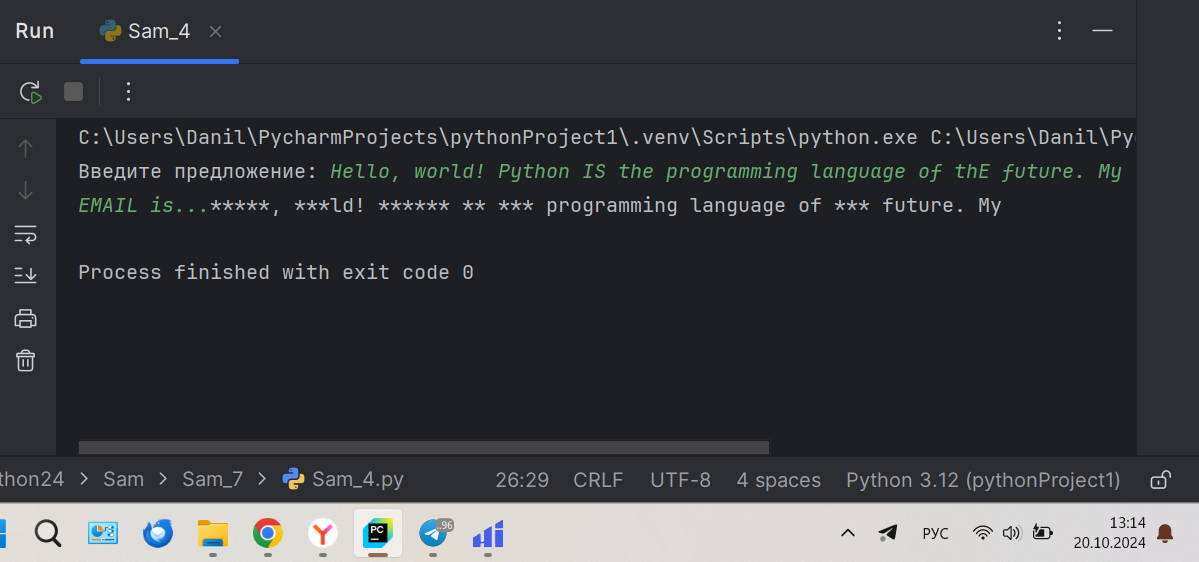 Run Sam_4
C:\Users\Danil\PycharmProjects\pythonProject1\.venv\Scripts\python.exe C:\Users\Danil\Py
Введите предложение: Hello, world! Python IS the programming language of thE future. My
EMAIL is...*****, ***ld! ****** ** *** programming language of *** future. My
Process finished with exit code 0
thon24 > Sam > Sam_7 > Sam_4.py 26:29 CRLF UTF-8 4 spaces Python 3.12 (pythonProject1)
PC ..96 РУС 13:14
20.10.2024